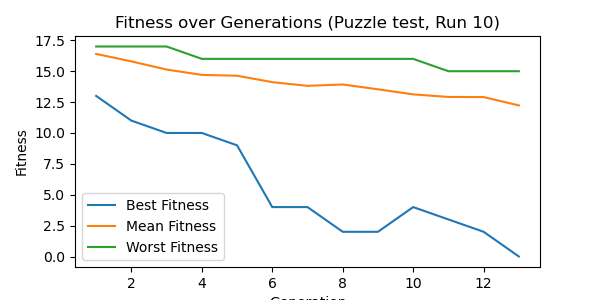 Fitness over Generations (Puzzle test, Run 10)
Fitness
17.5
15.0
12.5
10.0
7.5
5.0
2.5
0.0
Best Fitness
Mean Fitness
Worst Fitness
2 4 6 8 10 12
Generation